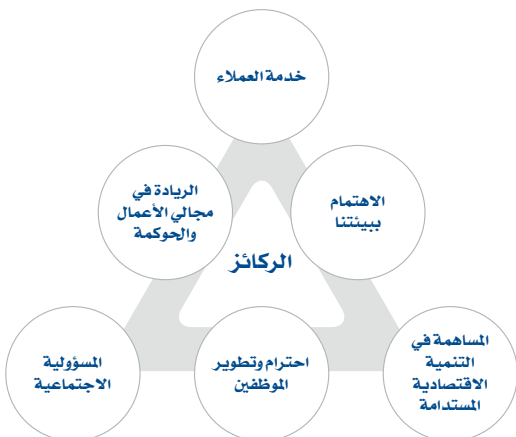 خدمة العملاء
الاهتمام
ببيئتنا
الريادة في
مجالي الأعمال
والحوكمة
الركائز
المساهمة في
التنمية
الاقتصادية
المستدامة
احترام وتطوير
الموظفين
المسؤولية
الاجتماعية